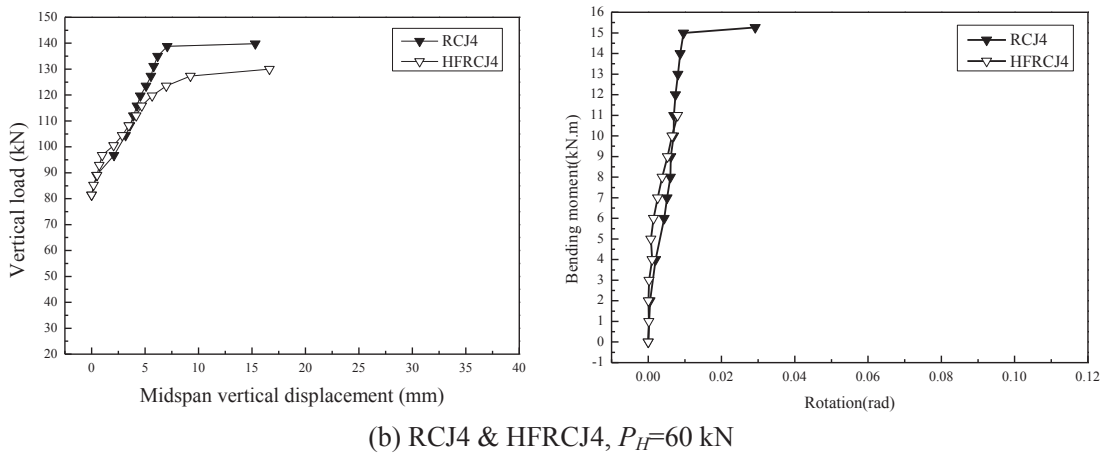 150
140
130
120
110
100
90
80
70
60
50
40
30
20
Vertical load (kN)
0 5 10 15 20 25 30 35 40
Midspan vertical displacement (mm)
RCJ4
HFRCJ4
16
15
14
13
12
11
10
9
8
7
6
5
4
3
2
1
0
-1
Bending moment(kN.m)
0.00 0.02 0.04 0.06 0.08 0.10 0.12
Rotation(rad)
RCJ4
HFRCJ4
(b) RCJ4 & HFRCJ4, P_H=60 kN